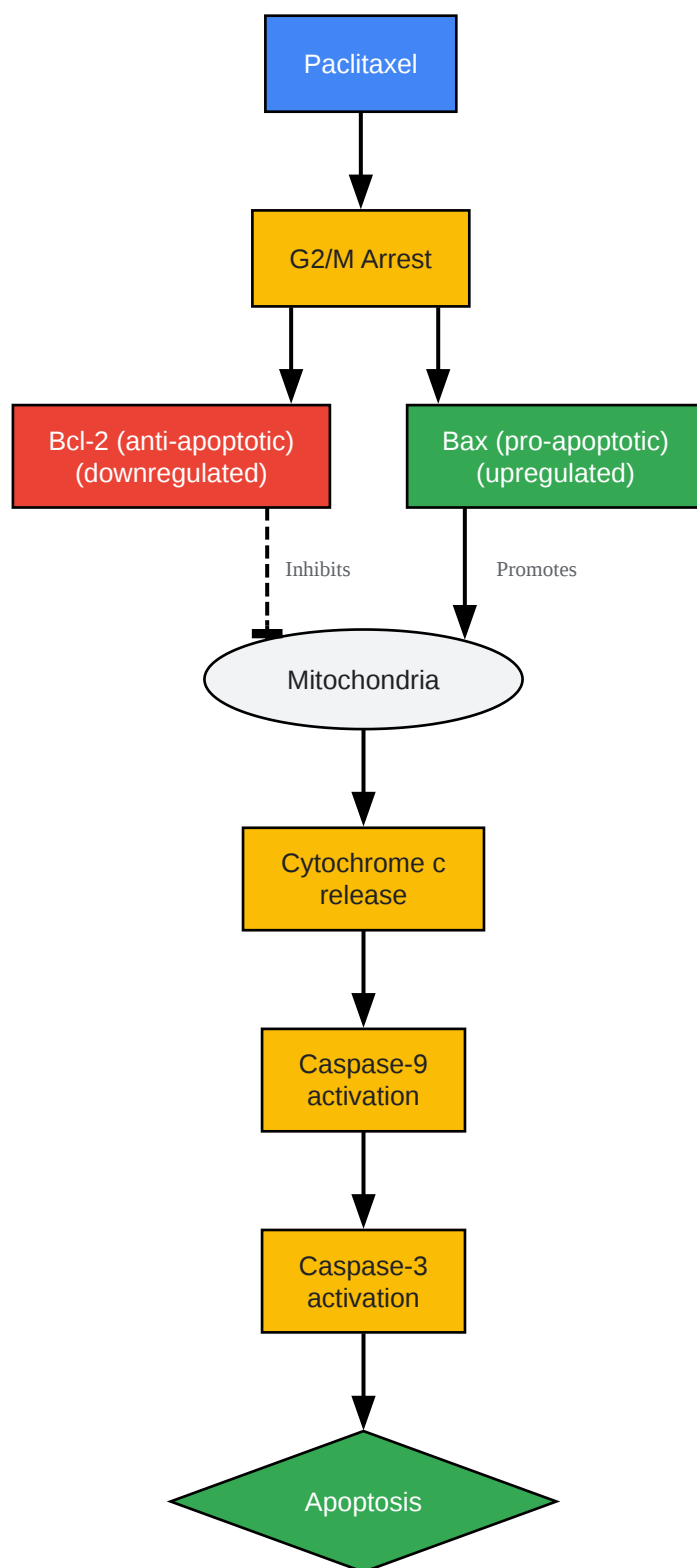 Paclitaxel
G2/M Arrest
Bcl-2 (anti-apoptotic)
(downregulated)
Bax (pro-apoptotic)
(upregulated)
Inhibits
Promotes
Mitochondria
Cytochrome c
release
Caspase-9
activation
Caspase-3
activation
Apoptosis